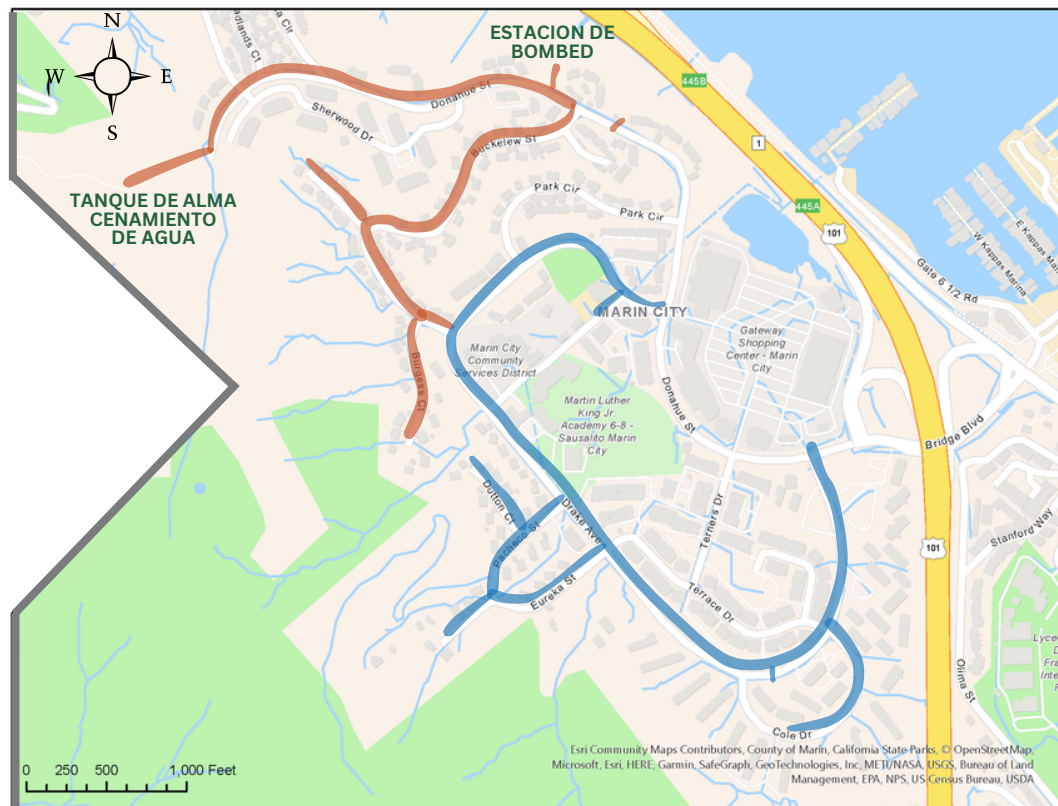 N
W
E
S
ESTACION DE
BOMBED
445B
1
445A
101
Donahue St
Sherwood Dr
Buckelew St
TANQUE DE ALMA
CENAMIENTO
DE AGUA
Park Cir
Park Cir
W Kappas Marina
E Kappas Mar
Gate 6 1/2 Rd
MARIN CITY
Marin City
Community
Services District
Gateway
Shopping
Center - Marin
City
Burgess Ct
Martin Luther
King Jr.
Academy 6-8 -
Sausalito Marin
City
Donahue St
Bridge Blvd
Dutton Ct
Drake Ave
Pacheco St
Terners Dr
Stanford Way
101
Eureka St
Terrace Dr
Olima St
Cole Dr
0 250 500 1,000 Feet
Esri Community Maps Contributors, County of Marin, California State Parks, © OpenStreetMap,
Microsoft, Esri, HERE, Garmin, SafeGraph, GeoTechnologies, Inc, METI/NASA, USGS, Bureau of Land
Management, EPA, NPS, US Census Bureau, USDA